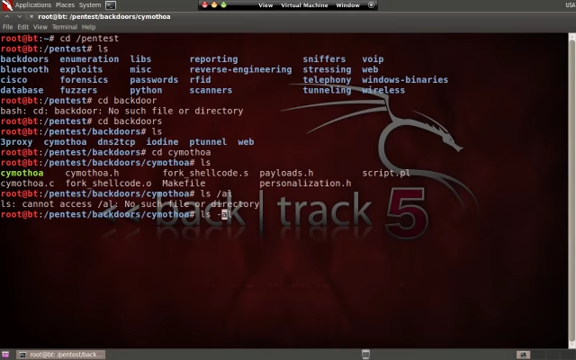 Applications Places System
View Virtual Machine Window
USA
root@bt: /pentest/backdoors/cymothoa
File Edit View Terminal Help
root@bt:~# cd /pentest
root@bt:/pentest# ls
backdoors enumeration libs reporting sniffers voip
bluetooth exploits misc reverse-engineering stressing web
cisco forensics passwords rfid telephony windows-binaries
database fuzzers python scanners tunneling wireless
root@bt:/pentest# cd backdoor
bash: cd: backdoor: No such file or directory
root@bt:/pentest# cd backdoors
root@bt:/pentest/backdoors# ls
3proxy cymothoa dns2tcp iodine ptunnel web
root@bt:/pentest/backdoors# cd cymothoa
root@bt:/pentest/backdoors/cymothoa# ls
cymothoa cymothoa.h fork_shellcode.s payloads.h script.pl
cymothoa.c fork_shellcode.o Makefile personalization.h
root@bt:/pentest/backdoors/cymothoa# ls /al
ls: cannot access /al: No such file or directory
root@bt:/pentest/backdoors/cymothoa# ls -al
<< back | track 5
root@bt: /pentest/back...